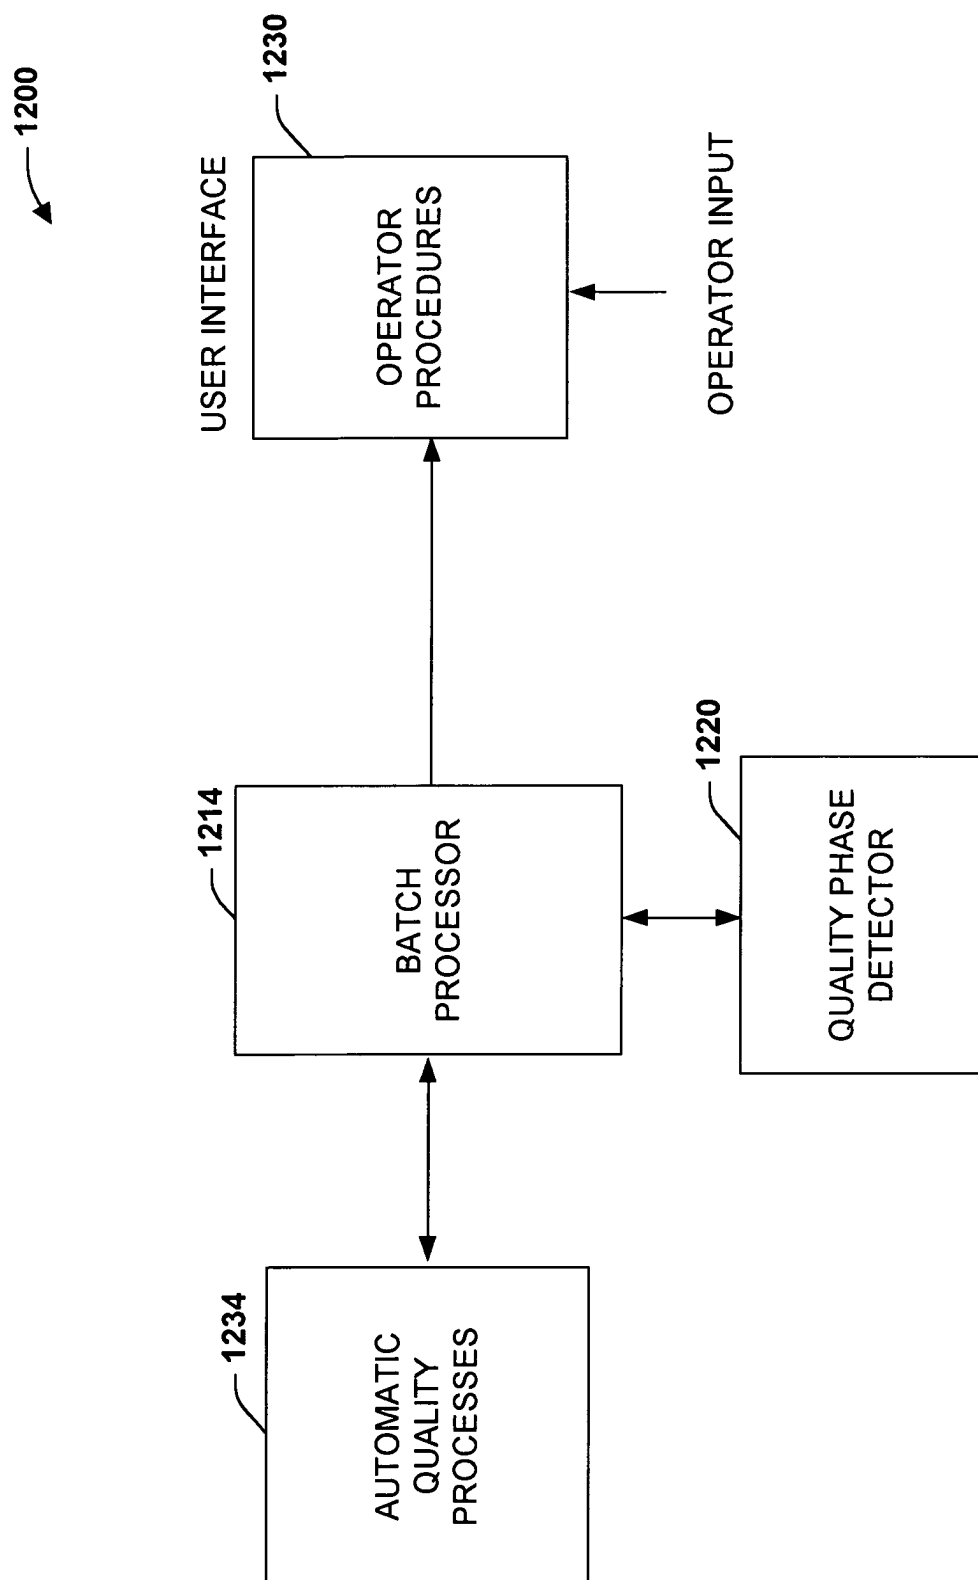 1200
1234
AUTOMATIC
QUALITY
PROCESSES
1214
BATCH
PROCESSOR
1220
QUALITY PHASE
DETECTOR
USER INTERFACE
1230
OPERATOR
PROCEDURES
OPERATOR INPUT